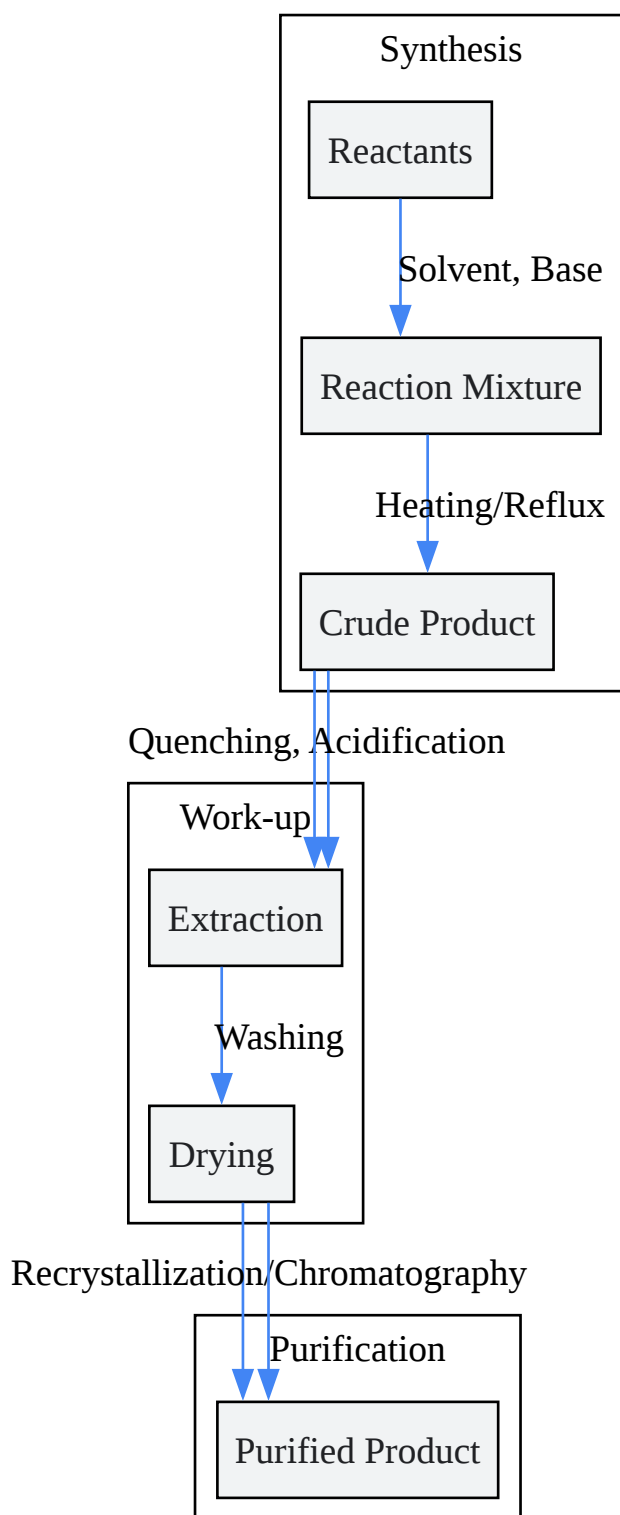 Synthesis
Reactants
Solvent, Base
Reaction Mixture
Heating/Reflux
Crude Product
Quenching, Acidification
Work-up
Extraction
Washing
Drying
Recrystallization/Chromatography
Purification
Purified Product